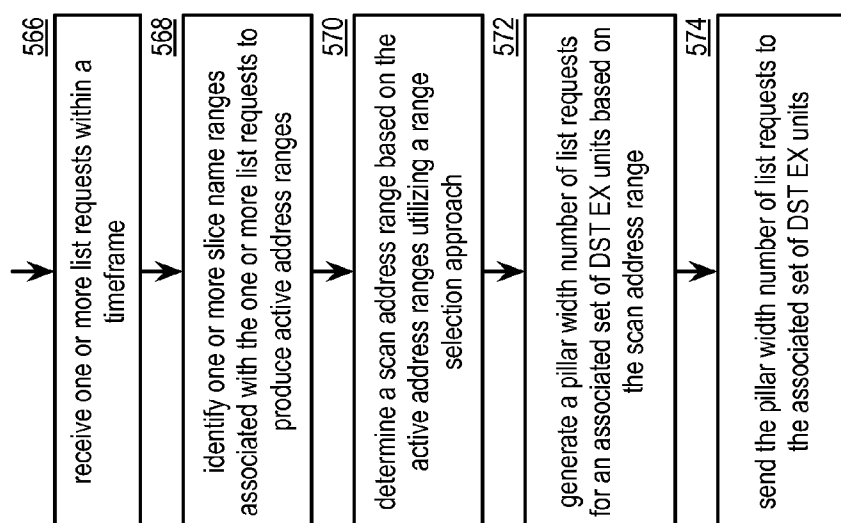 566
receive one or more list requests within a
timeframe
568
identify one or more slice name ranges
associated with the one or more list requests to
produce active address ranges
570
determine a scan address range based on the
active address ranges utilizing a range
selection approach
572
generate a pillar width number of list requests
for an associated set of DST EX units based on
the scan address range
574
send the pillar width number of list requests to
the associated set of DST EX units